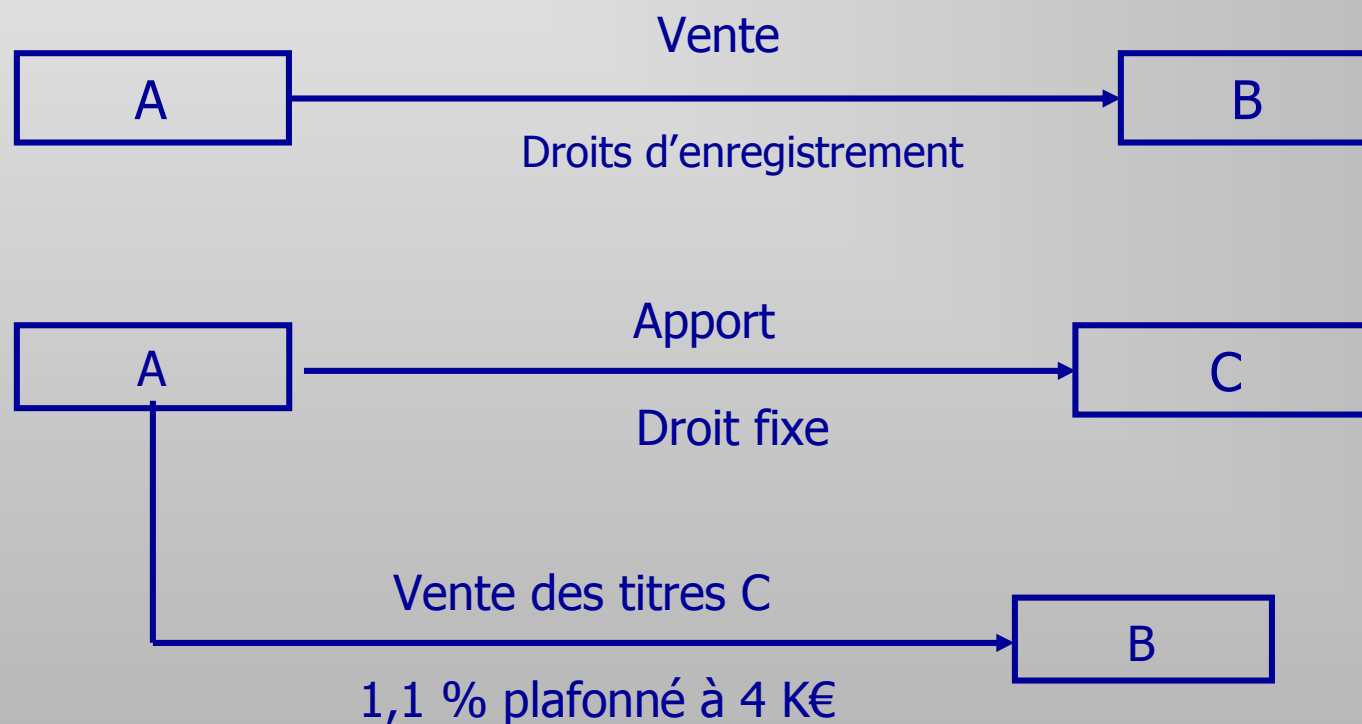 Vente
A
B
Droits d’enregistrement
Apport
A
C
Droit fixe
Vente des titres C
B
1,1 % plafonné à 4 K€